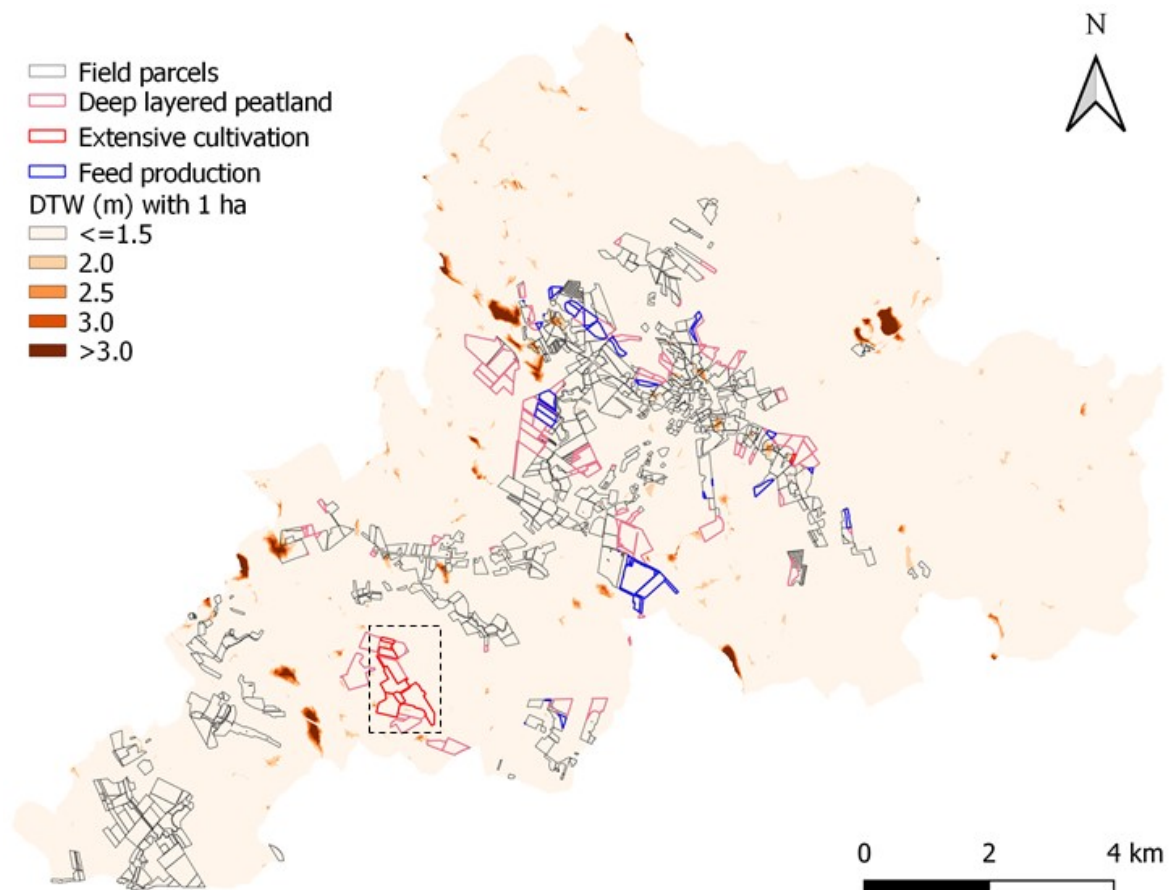 N
Field parcels
Deep layered peatland
Extensive cultivation
Feed production
DTW (m) with 1 ha
<=1.5
2.0
2.5
3.0
>3.0
0 2 4 km